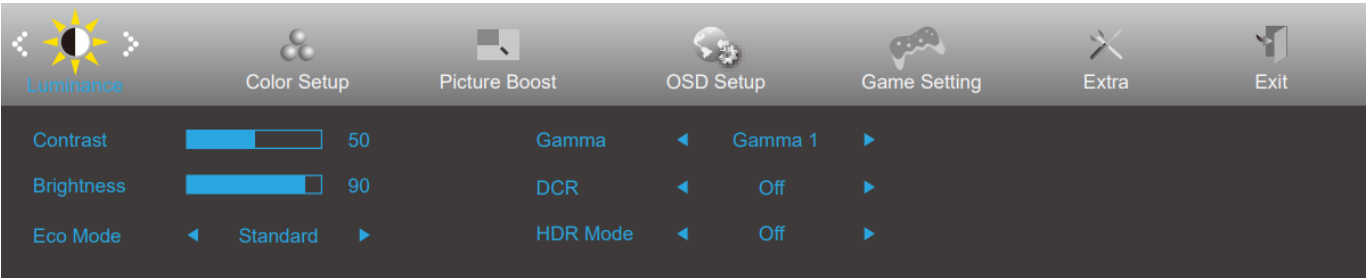 Luminance Color Setup Picture Boost OSD Setup Game Setting Extra Exit
Contrast 50 Gamma Gamma 1
Brightness 90 DCR Off
Eco Mode Standard HDR Mode Off